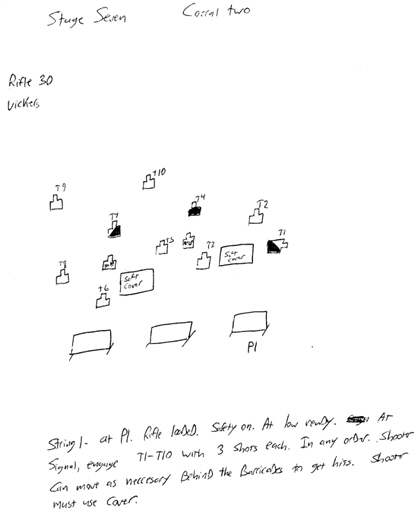 Stage Seven Corral two
Rifle 30
Vickers
T10
T9
T4
T7
T2
T5
T1
T3
Soft
cover
T8
Soft
cover
T6
P1
String 1- at P1. Rifle loaded. Safety on. At low ready. At
Signal, engage T1-T10 with 3 shots each. In any order. Shooter
Can move as neccesary Behind the Barricades to get hits. Shooter
must use cover.